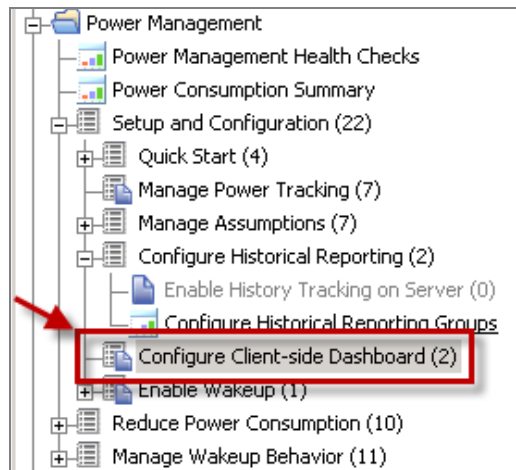 Power Management
Power Management Health Checks
Power Consumption Summary
Setup and Configuration (22)
Quick Start (4)
Manage Power Tracking (7)
Manage Assumptions (7)
Configure Historical Reporting (2)
Enable History Tracking on Server (0)
Configure Historical Reporting Groups
Configure Client-side Dashboard (2)
Enable Wakeup (1)
Reduce Power Consumption (10)
Manage Wakeup Behavior (11)